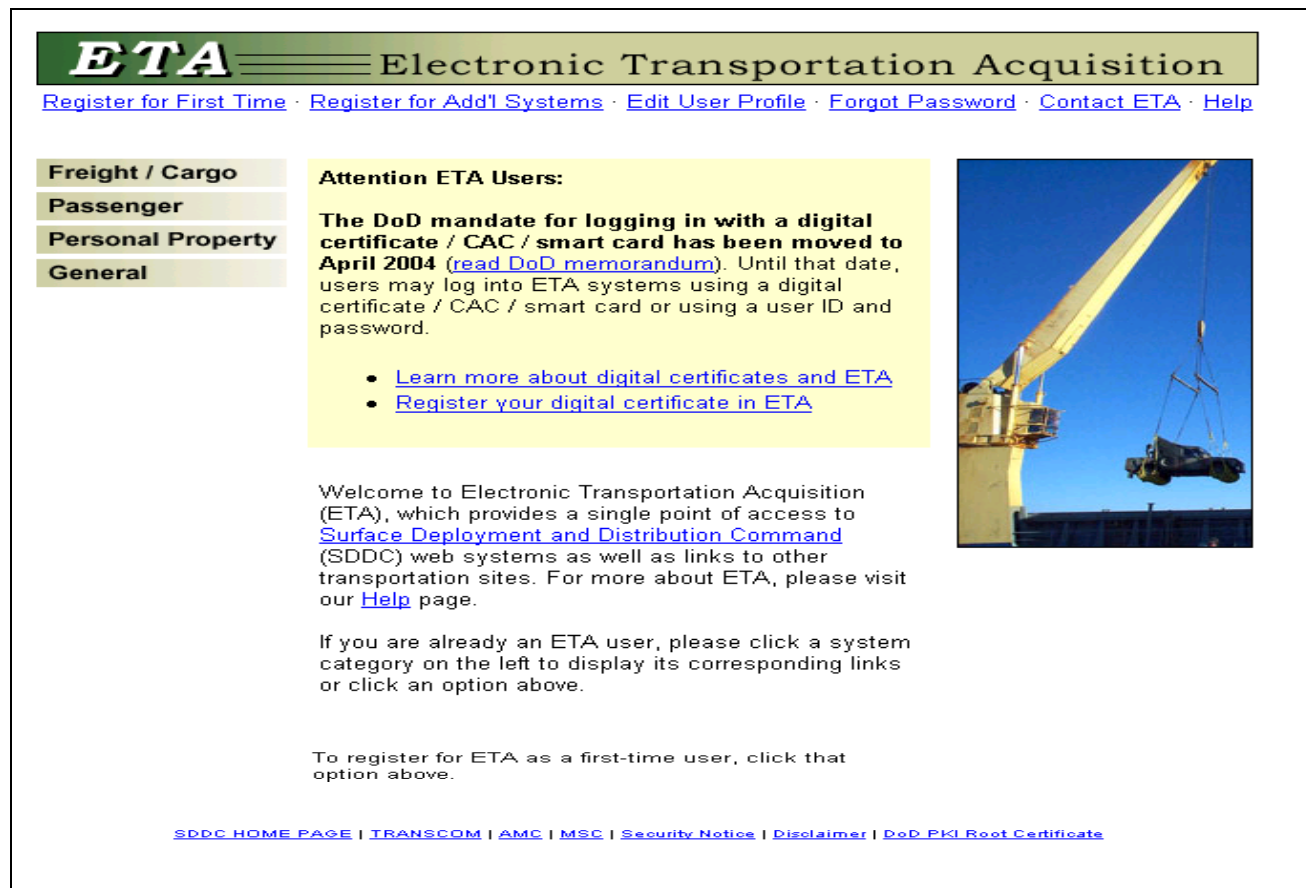 ETA Electronic Transportation Acquisition
Register for First Time · Register for Add'l Systems · Edit User Profile · Forgot Password · Contact ETA · Help
Freight / Cargo
Passenger
Personal Property
General
Attention ETA Users:
The DoD mandate for logging in with a digital
certificate / CAC / smart card has been moved to
April 2004 (read DoD memorandum). Until that date,
users may log into ETA systems using a digital
certificate / CAC / smart card or using a user ID and
password.
• Learn more about digital certificates and ETA
• Register your digital certificate in ETA
Welcome to Electronic Transportation Acquisition
(ETA), which provides a single point of access to
Surface Deployment and Distribution Command
(SDDC) web systems as well as links to other
transportation sites. For more about ETA, please visit
our Help page.
If you are already an ETA user, please click a system
category on the left to display its corresponding links
or click an option above.
To register for ETA as a first-time user, click that
option above.
SDDC HOME PAGE | TRANSCOM | AMC | MSC | Security Notice | Disclaimer | DoD PKI Root Certificate